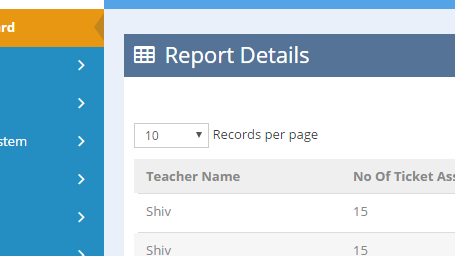 rd
Report Details
stem
10 Records per page
Teacher Name No Of Ticket Ass
Shiv 15
Shiv 15